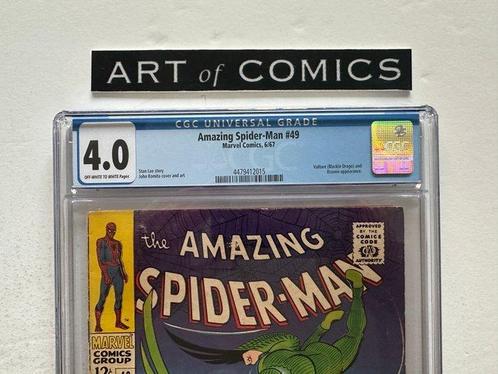 ART of COMICS
CGC UNIVERSAL GRADE
Amazing Spider-Man #49
Marvel Comics, 6/67
4.0
OFF-WHITE TO WHITE Pages
Stan Lee story
John Romita cover and art
4479412015
Vulture (Blackie Drago) and
Kraven appearance.
CGC
the AMAZING
SPIDER-MAN
APPROVED
BY THE
COMICS
CODE
AUTHORITY
MARVEL
COMICS
GROUP
12¢
49